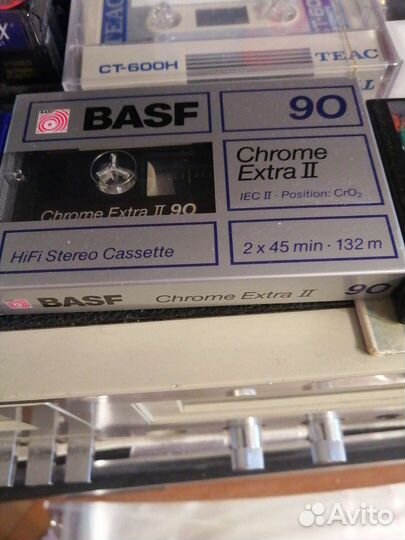 TEAC
CT-600H
BASF
90
Chrome
Extra II
IEC II · Position: CrO₂
Chrome Extra II 90
HiFi Stereo Cassette
2 x 45 min · 132 m
BASF
Chrome Extra II
90
Avito